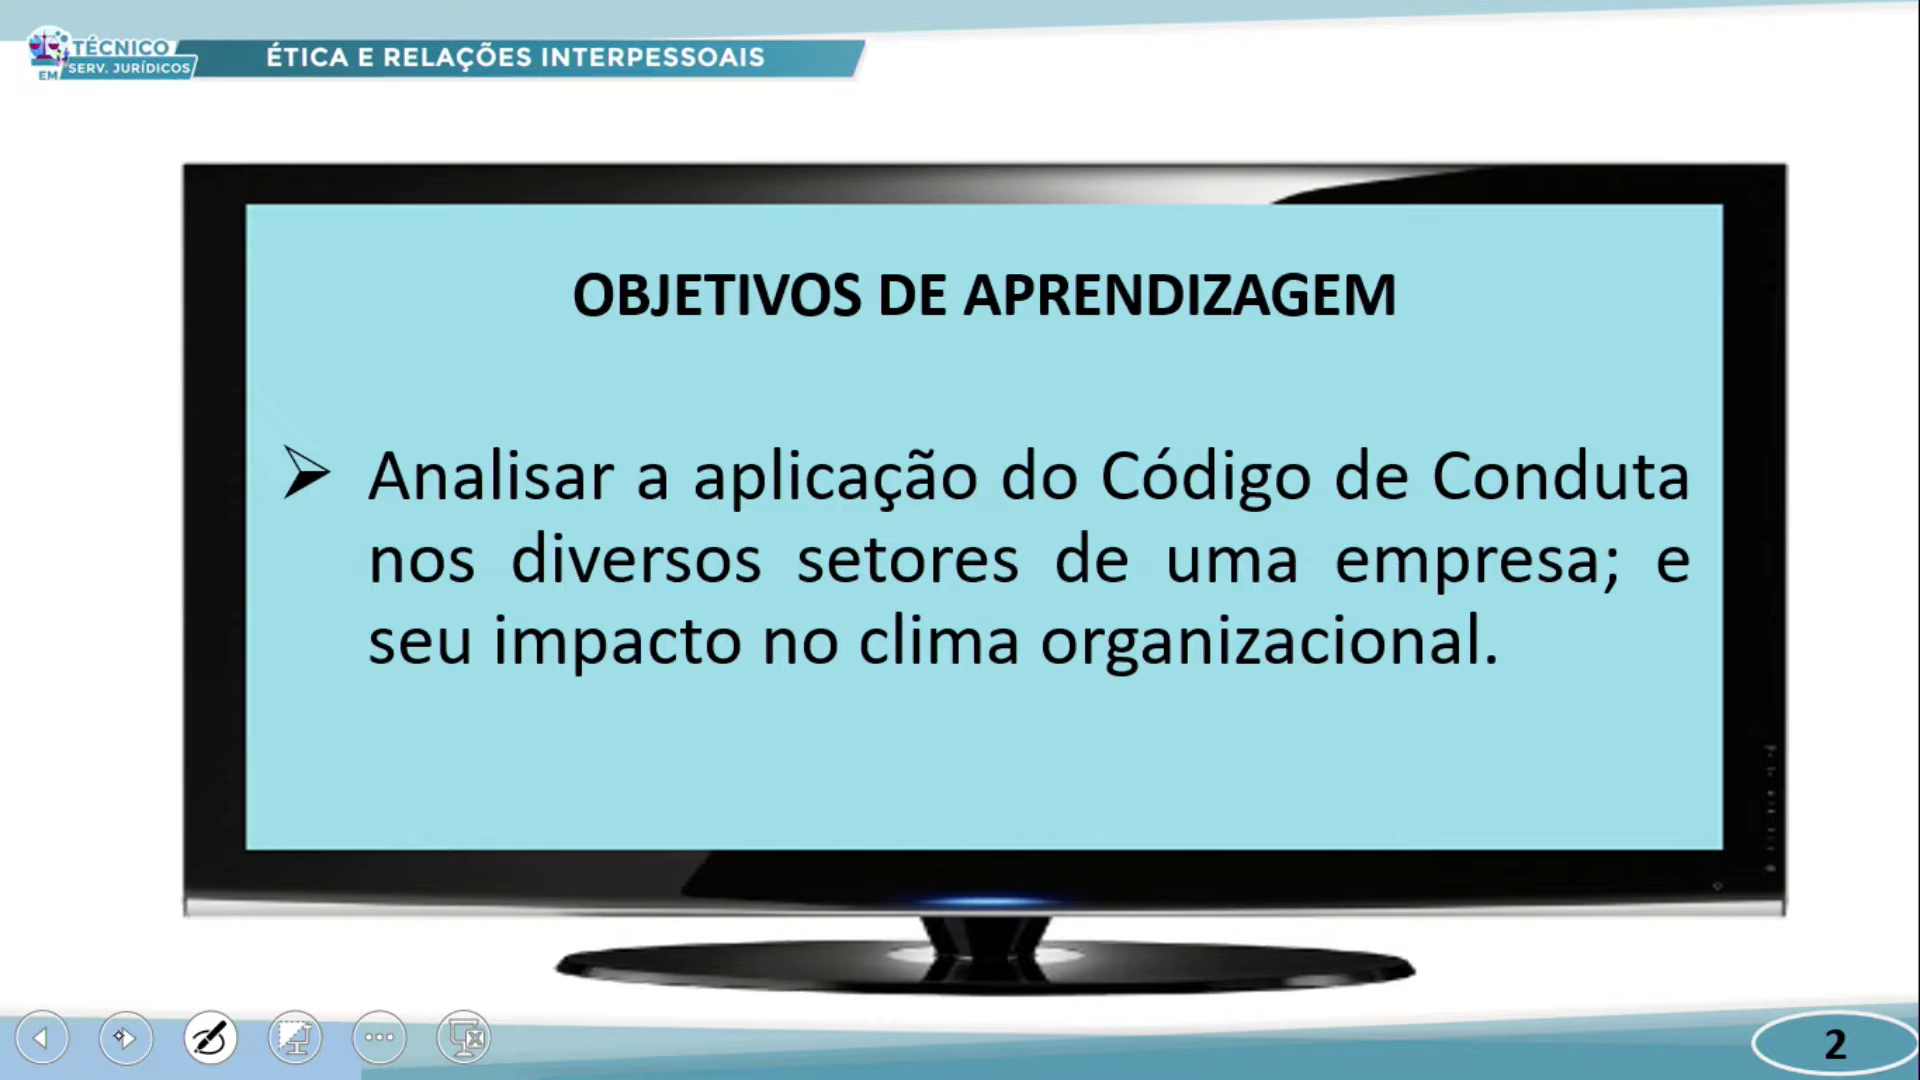 TÉCNICO
EM SERV. JURÍDICOS
ÉTICA E RELAÇÕES INTERPESSOAIS
OBJETIVOS DE APRENDIZAGEM
➢ Analisar a aplicação do Código de Conduta
nos diversos setores de uma empresa; e
seu impacto no clima organizacional.
2